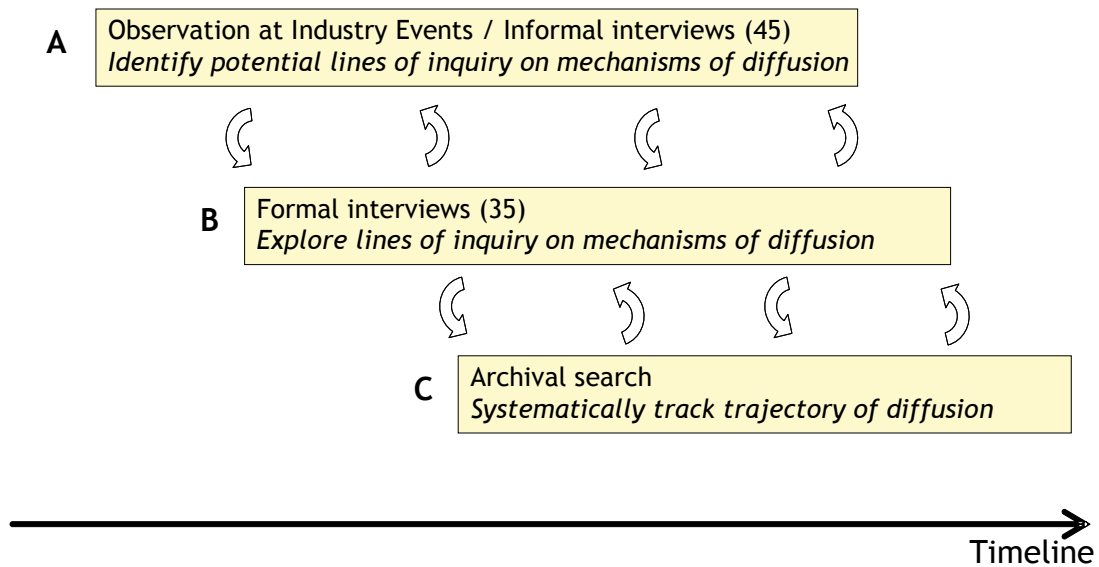 A
Observation at Industry Events / Informal interviews (45)
Identify potential lines of inquiry on mechanisms of diffusion
B
Formal interviews (35)
Explore lines of inquiry on mechanisms of diffusion
C
Archival search
Systematically track trajectory of diffusion
Timeline